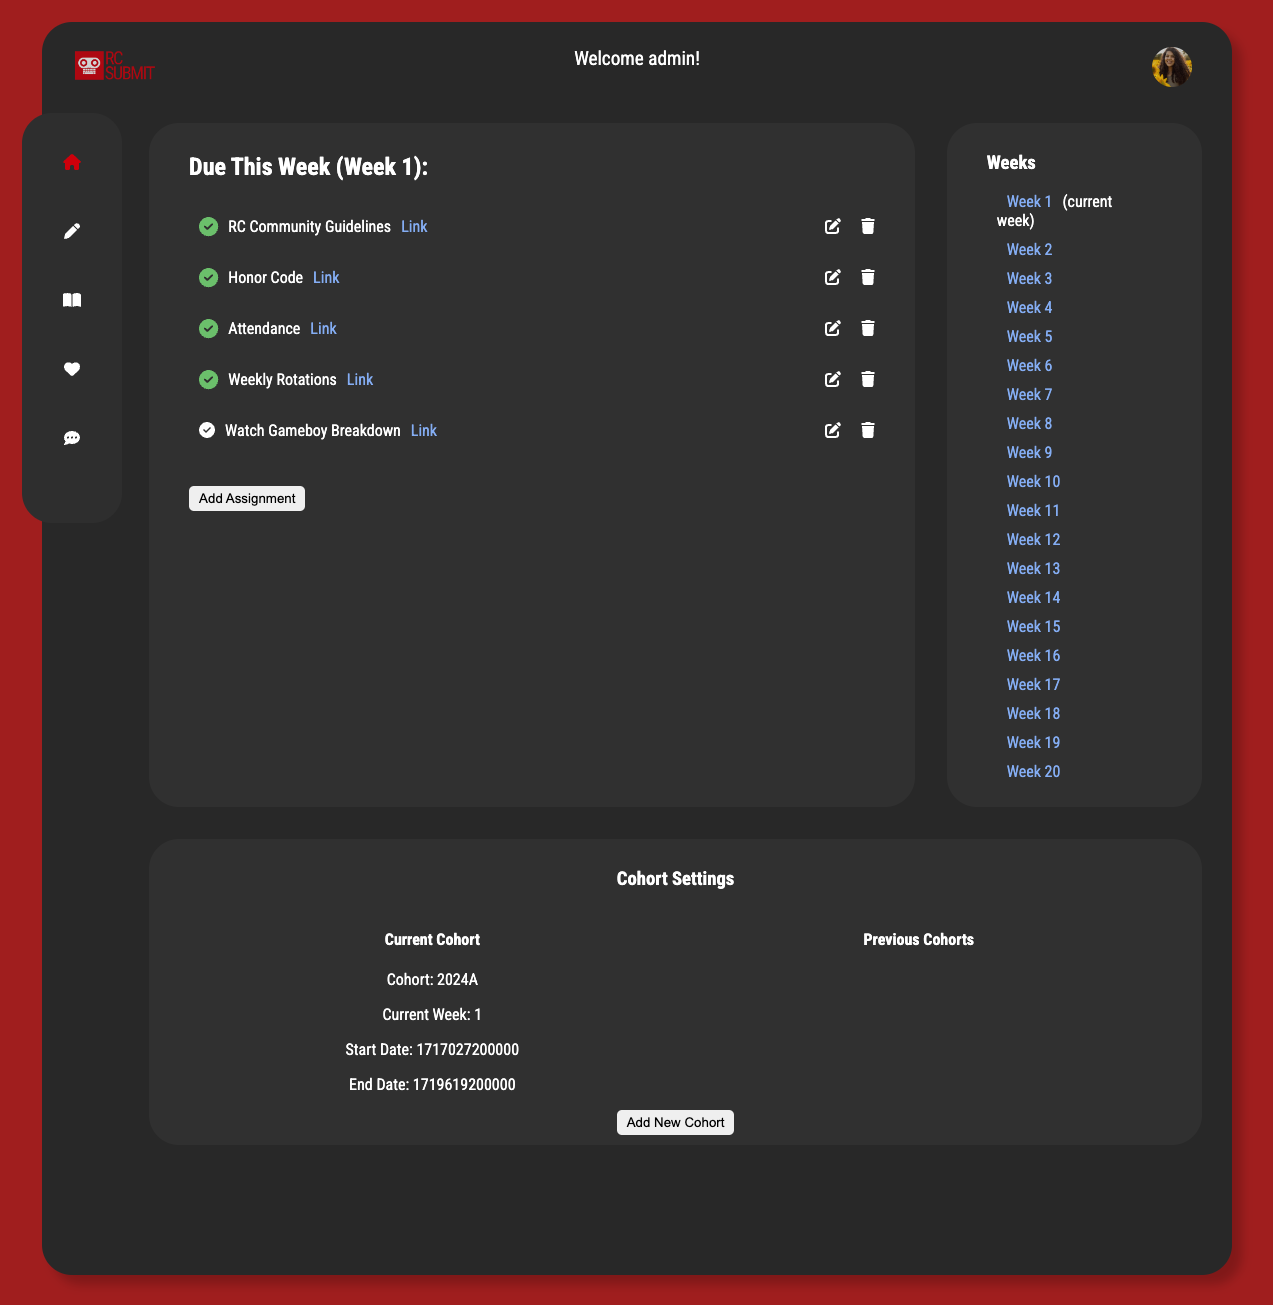 RC
SUBMIT
Welcome admin!
Due This Week (Week 1):
RC Community Guidelines Link
Honor Code Link
Attendance Link
Weekly Rotations Link
Watch Gameboy Breakdown Link
Add Assignment
Weeks
Week 1 (current
week)
Week 2
Week 3
Week 4
Week 5
Week 6
Week 7
Week 8
Week 9
Week 10
Week 11
Week 12
Week 13
Week 14
Week 15
Week 16
Week 17
Week 18
Week 19
Week 20
Cohort Settings
Current Cohort
Cohort: 2024A
Current Week: 1
Start Date: 1717027200000
End Date: 1719619200000
Previous Cohorts
Add New Cohort